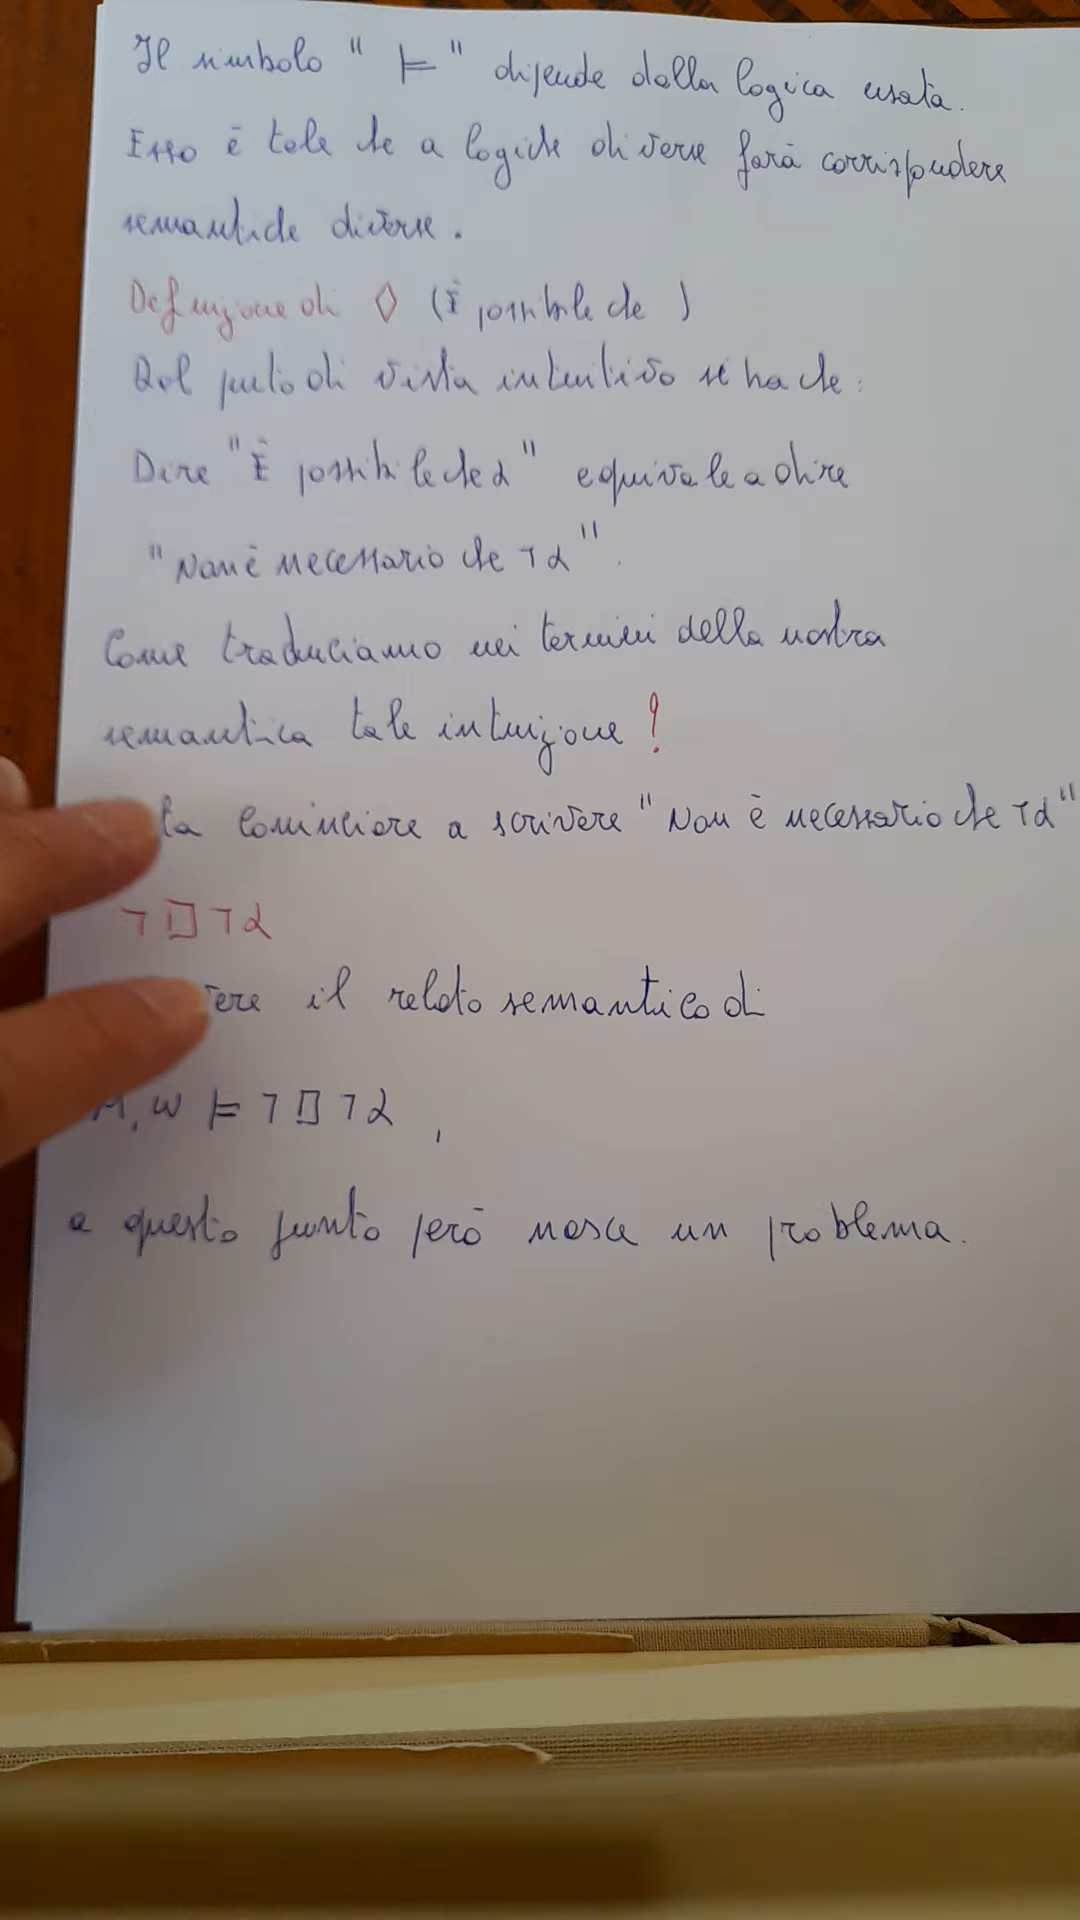 Il simbolo " ⊨ " dipende dalla logica usata.
Esso è tale che a logiche diverse farà corrispondere
semantiche diverse.
Definizione di ◊ (È possibile che )
Dal punto di vista intuitivo si ha che:
Dire "È possibile che α" equivale a dire
"Non è necessario che ¬α".
Come traduciamo nei termini della nostra
semantica tale intuizione?
cominciare a scrivere "Non è necessario che ¬α"
¬□¬α
il relato semantico di
M, w ⊨ ¬□¬α ,
a questo punto però nasce un problema.